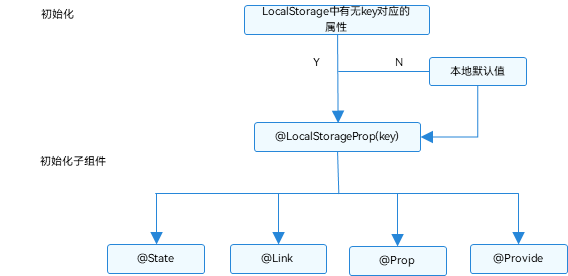 初始化
LocalStorage中有无key对应的
属性
Y
N
本地默认值
@LocalStorageProp(key)
初始化子组件
@State
@Link
@Prop
@Provide